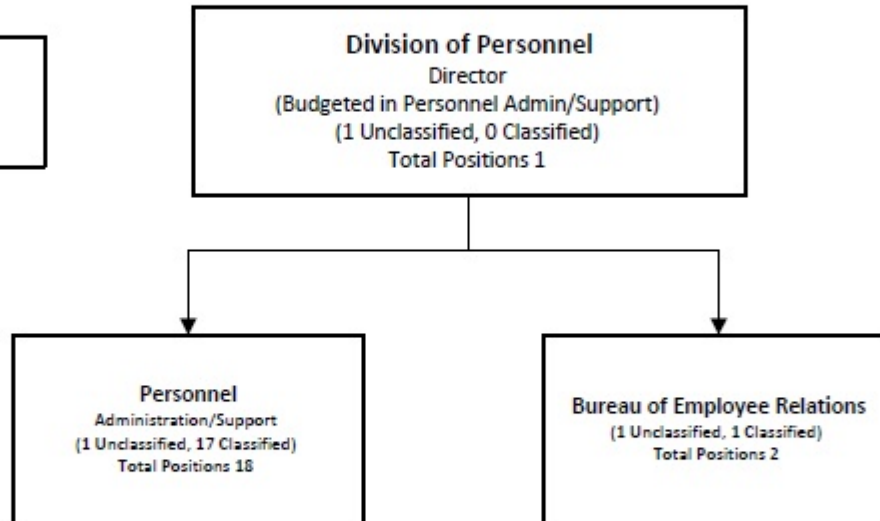 Division of Personnel
Director
(Budgeted in Personnel Admin/Support)
(1 Unclassified, 0 Classified)
Total Positions 1
Personnel
Administration/Support
(1 Unclassified, 17 Classified)
Total Positions 18
Bureau of Employee Relations
(1 Unclassified, 1 Classified)
Total Positions 2